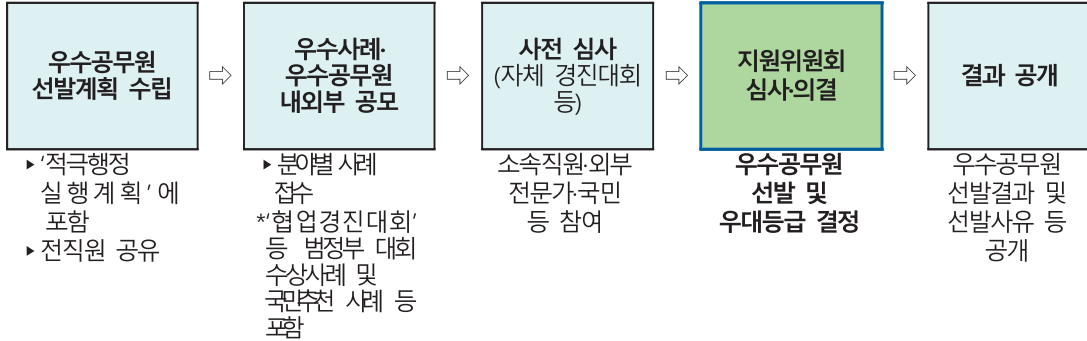 우수공무원
선발계획 수립
⇨
우수사례·
우수공무원
내외부 공모
⇨
사전 심사
(자체 경진대회
등)
⇨
지원위원회
심사·의결
⇨
결과 공개
▸ '적극행정
실행계획'에
포함
▸ 전직원 공유
▸ 분야별 사례
접수
*'협업경진대회'
등 범정부 대회
수상사례 및
국민추천 사례 등
포함
소속직원·외부
전문가·국민
등 참여
우수공무원
선발 및
우대등급 결정
우수공무원
선발결과 및
선발사유 등
공개